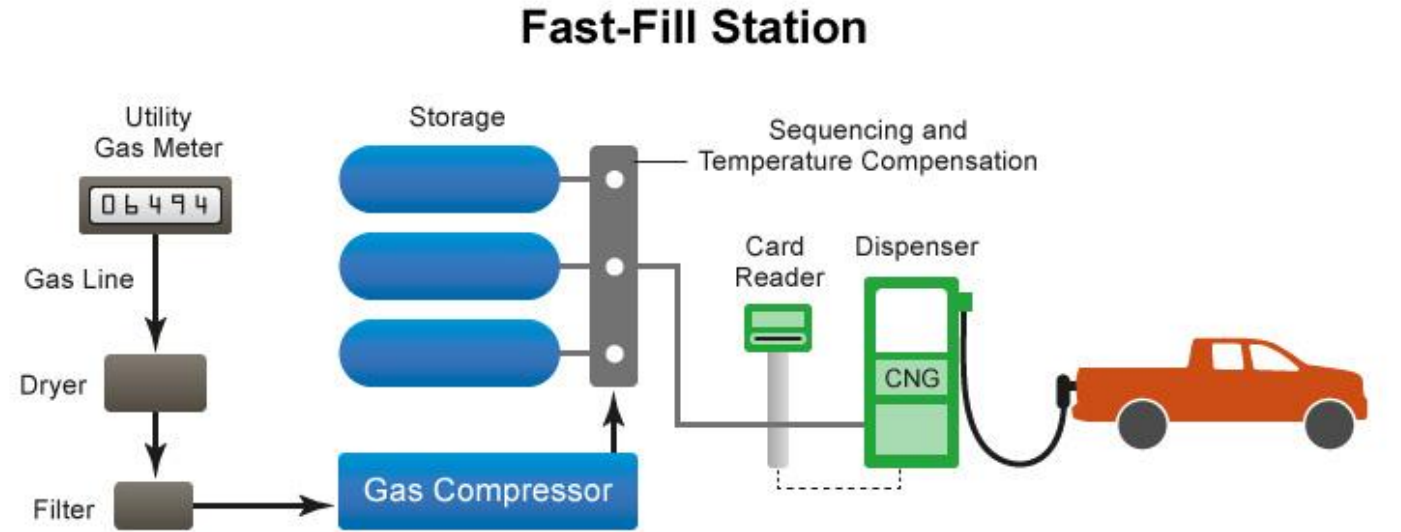 Fast-Fill Station
Utility
Gas Meter
06494
Gas Line
Dryer
Filter
Storage
Gas Compressor
Sequencing and
Temperature Compensation
Card
Reader
Dispenser
CNG